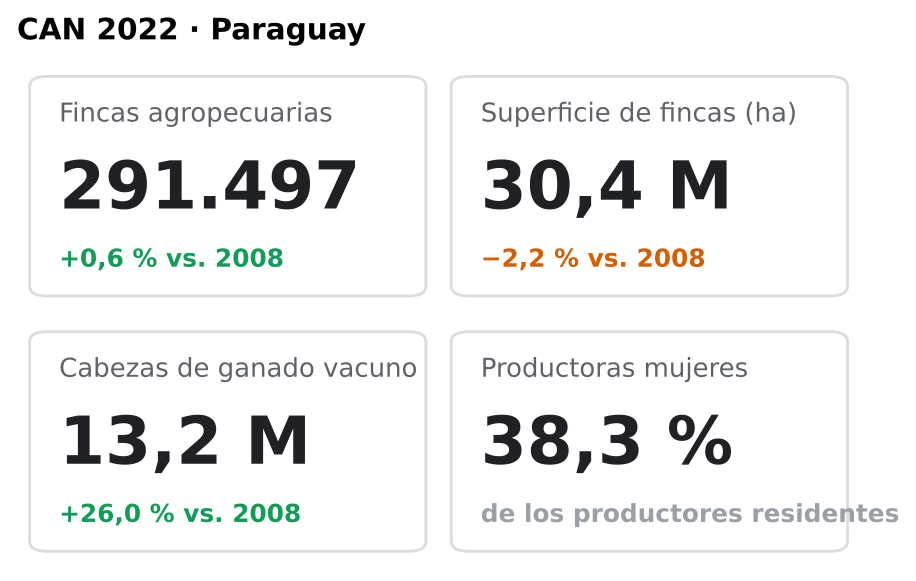 CAN 2022 · Paraguay
Fincas agropecuarias
291.497
+0,6 % vs. 2008
Superficie de fincas (ha)
30,4 M
−2,2 % vs. 2008
Cabezas de ganado vacuno
13,2 M
+26,0 % vs. 2008
Productoras mujeres
38,3 %
de los productores residentes